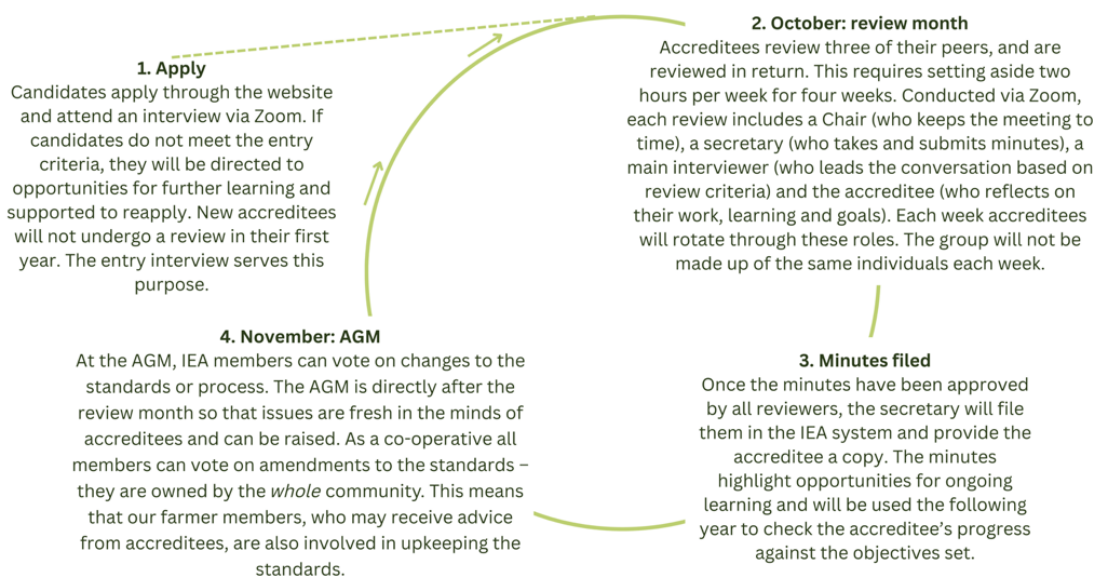 1. Apply
Candidates apply through the website
and attend an interview via Zoom. If
candidates do not meet the entry
criteria, they will be directed to
opportunities for further learning and
supported to reapply. New accreditees
will not undergo a review in their first
year. The entry interview serves this
purpose.
2. October: review month
Accreditees review three of their peers, and are
reviewed in return. This requires setting aside two
hours per week for four weeks. Conducted via Zoom,
each review includes a Chair (who keeps the meeting to
time), a secretary (who takes and submits minutes), a
main interviewer (who leads the conversation based on
review criteria) and the accreditee (who reflects on
their work, learning and goals). Each week accreditees
will rotate through these roles. The group will not be
made up of the same individuals each week.
3. Minutes filed
Once the minutes have been approved
by all reviewers, the secretary will file
them in the IEA system and provide the
accreditee a copy. The minutes
highlight opportunities for ongoing
learning and will be used the following
year to check the accreditee’s progress
against the objectives set.
4. November: AGM
At the AGM, IEA members can vote on changes to the
standards or process. The AGM is directly after the
review month so that issues are fresh in the minds of
accreditees and can be raised. As a co-operative all
members can vote on amendments to the standards –
they are owned by the whole community. This means
that our farmer members, who may receive advice
from accreditees, are also involved in upkeeping the
standards.